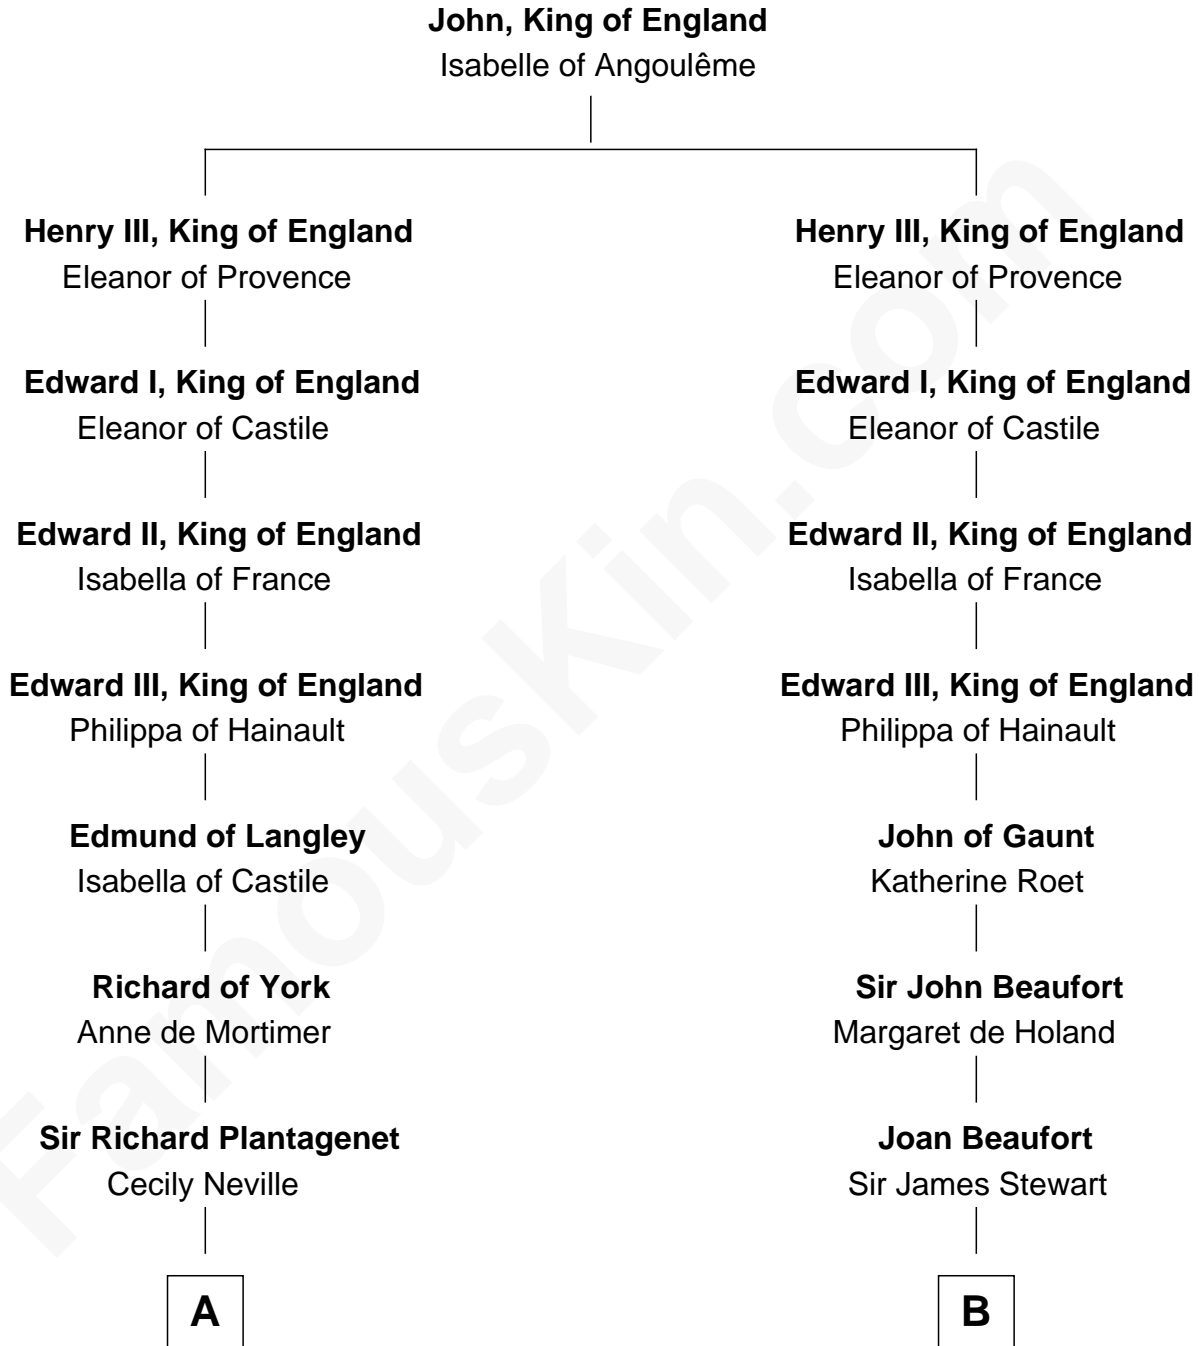 John, King of England
Isabelle of Angoulême
Henry III, King of England
Eleanor of Provence
Henry III, King of England
Eleanor of Provence
Edward I, King of England
Eleanor of Castile
Edward I, King of England
Eleanor of Castile
Edward II, King of England
Isabella of France
Edward II, King of England
Isabella of France
Edward III, King of England
Philippa of Hainault
Edward III, King of England
Philippa of Hainault
Edmund of Langley
Isabella of Castile
John of Gaunt
Katherine Roet
Richard of York
Anne de Mortimer
Sir John Beaufort
Margaret de Holand
Sir Richard Plantagenet
Cecily Neville
Joan Beaufort
Sir James Stewart
A
B
FamousKin.com